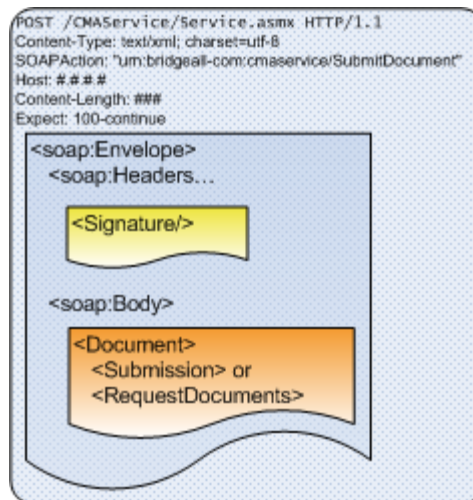 POST /CMAService/Service.asmx HTTP/1.1
Content-Type: text/xml; charset=utf-8
SOAPAction: "urn:bridgeall-com:cmaservice/SubmitDocument"
Host: #.#.#.#
Content-Length: ###
Expect: 100-continue
<soap:Envelope>
<soap:Headers...
<Signature/>
<soap:Body>
<Document>
<Submission> or
<RequestDocuments>